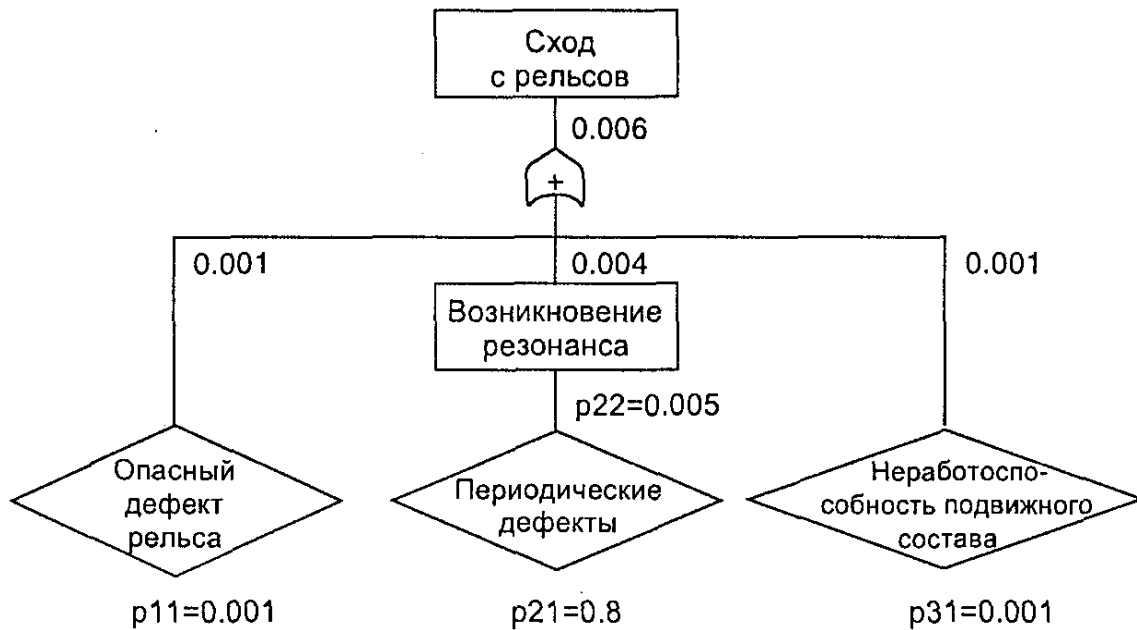 Сход
с рельсов
0.006
+
0.001
0.004
0.001
Возникновение
резонанса
p22=0.005
Опасный
дефект
рельса
Периодические
дефекты
Неработоспо-
собность подвижного
состава
p11=0.001
p21=0.8
p31=0.001